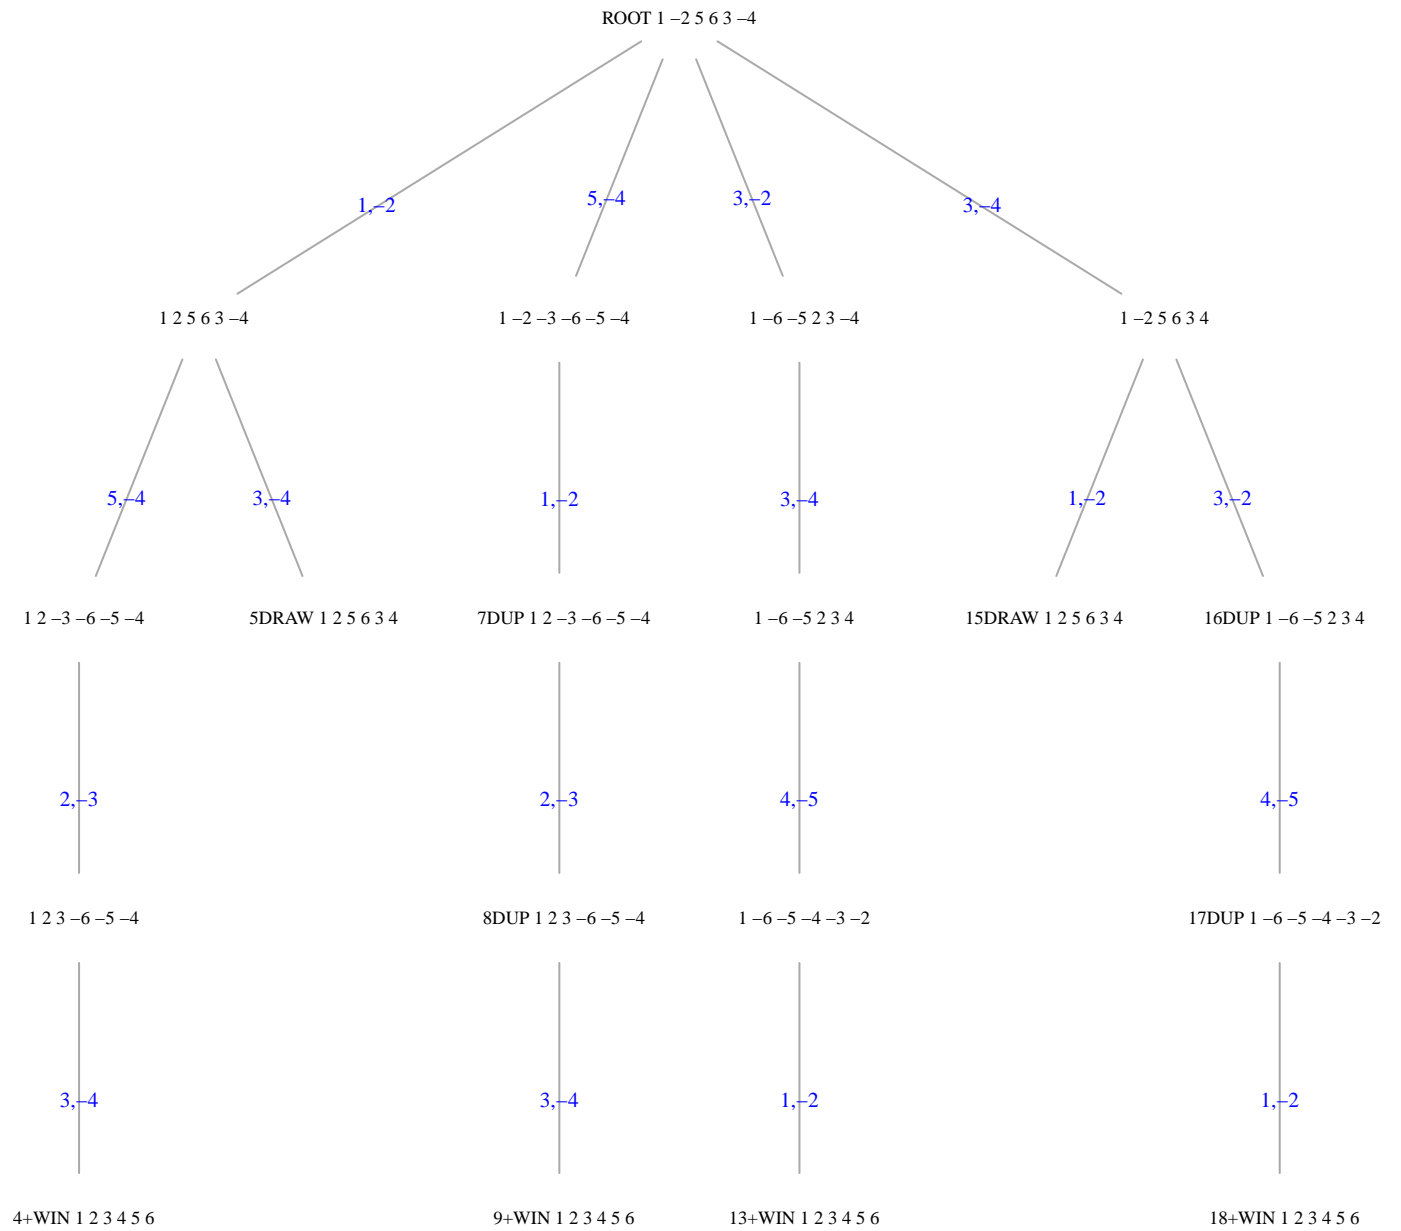 ROOT 1 –2 5 6 3 –4
1,–2
5,–4
3,–2
3,–4
1 2 5 6 3 –4
1 –2 –3 –6 –5 –4
1 –6 –5 2 3 –4
1 –2 5 6 3 4
5,–4
3,–4
1,–2
3,–4
1,–2
3,–2
1 2 –3 –6 –5 –4
5DRAW 1 2 5 6 3 4
7DUP 1 2 –3 –6 –5 –4
1 –6 –5 2 3 4
15DRAW 1 2 5 6 3 4
16DUP 1 –6 –5 2 3 4
2,–3
2,–3
4,–5
4,–5
1 2 3 –6 –5 –4
8DUP 1 2 3 –6 –5 –4
1 –6 –5 –4 –3 –2
17DUP 1 –6 –5 –4 –3 –2
3,–4
3,–4
1,–2
1,–2
4+WIN 1 2 3 4 5 6
9+WIN 1 2 3 4 5 6
13+WIN 1 2 3 4 5 6
18+WIN 1 2 3 4 5 6